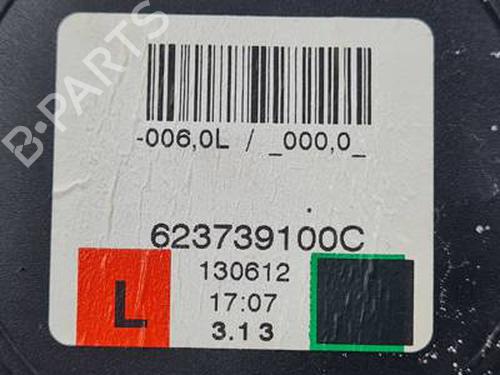 -006,0L / _000,0_
623739100C
130612
17:07
3.13
L
B-PARTS